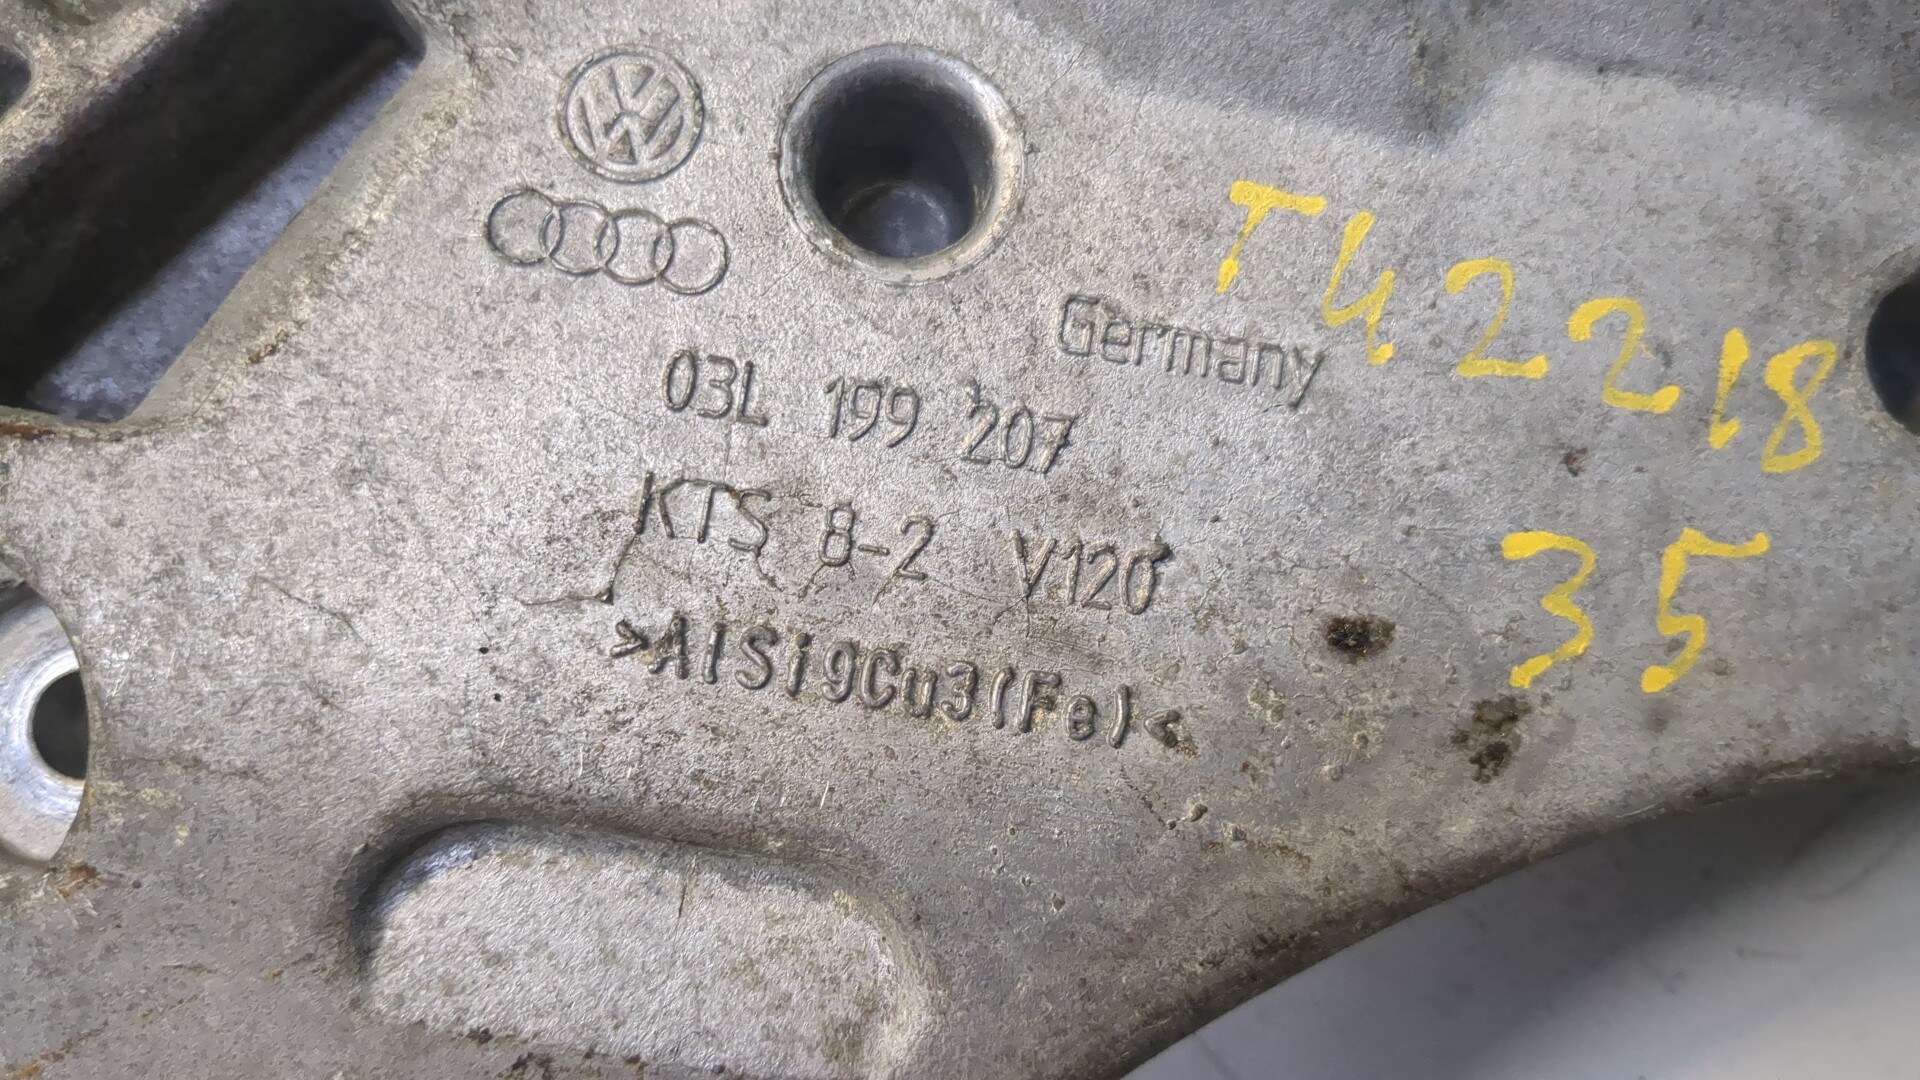 Germany
03L 199 207
KTS 8-2 V120
>AlSi9Cu3(Fe)<
T42218
35